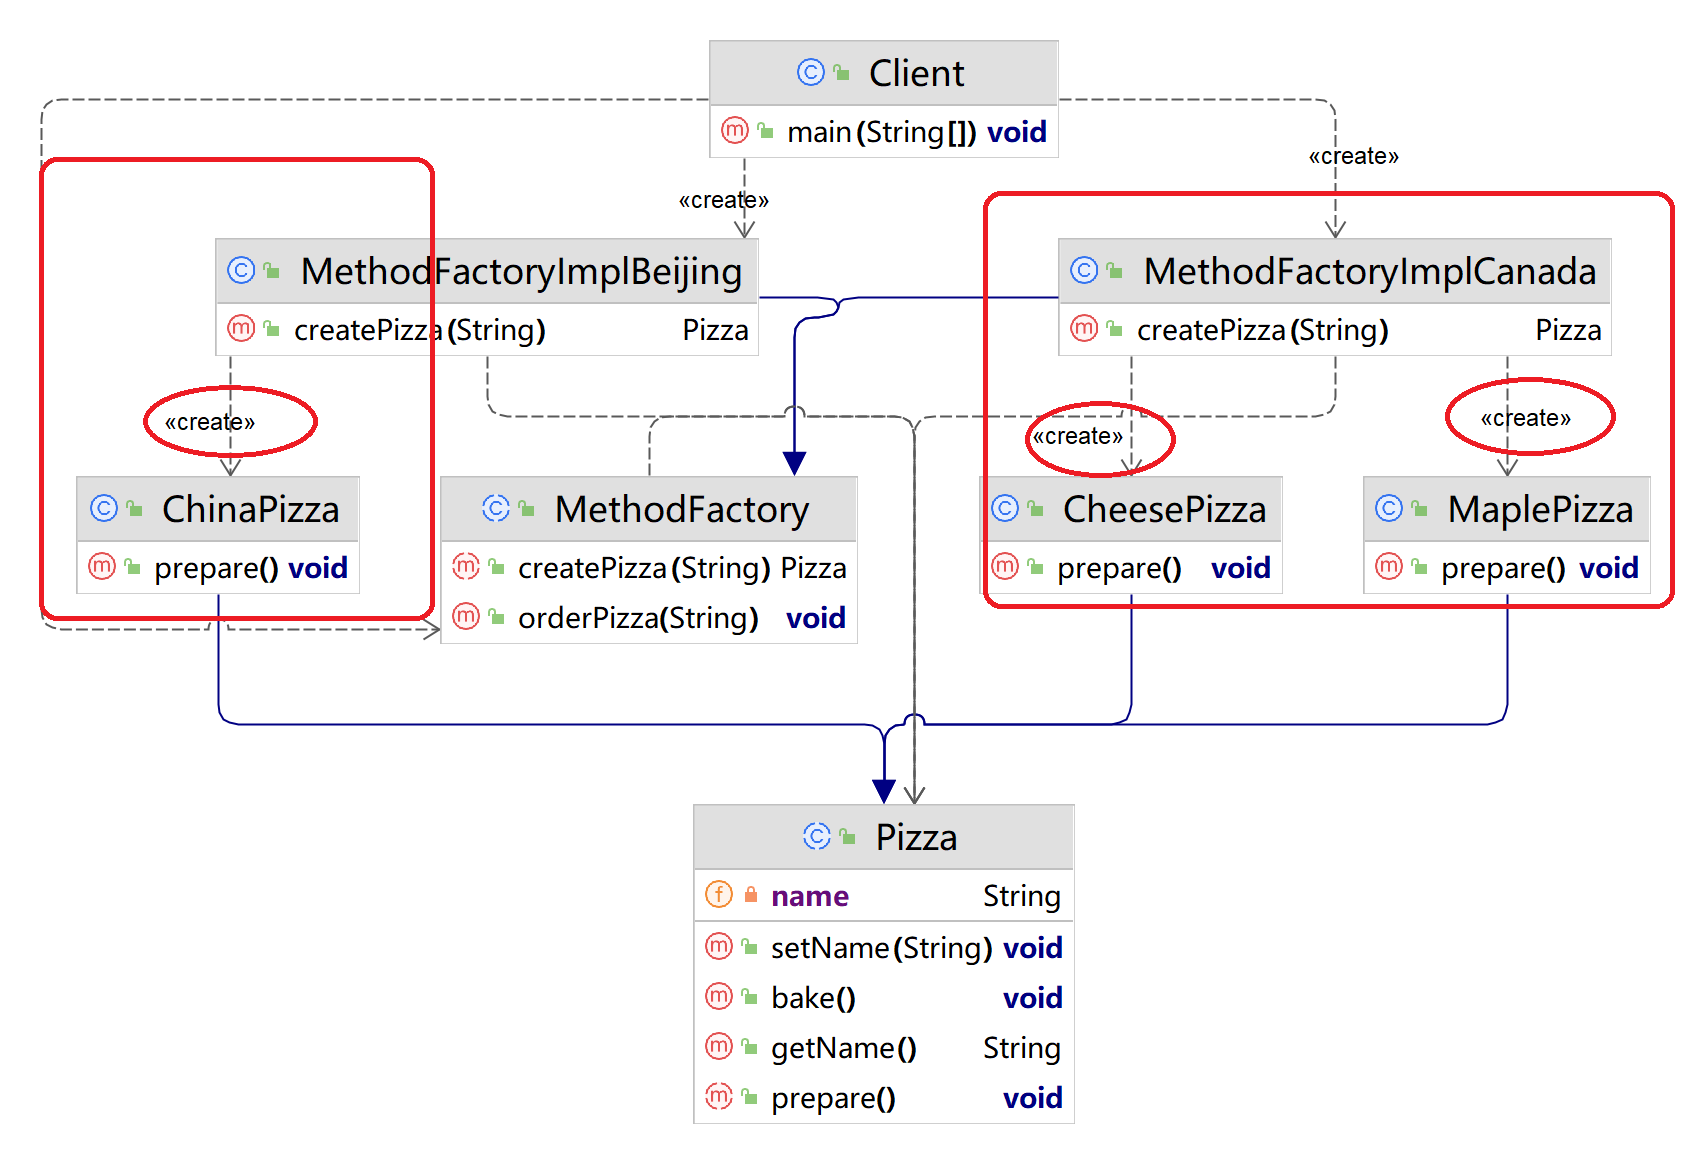 Client
main(String[]) void
«create»
«create»
MethodFactoryImplBeijing
createPizza(String) Pizza
MethodFactoryImplCanada
createPizza(String) Pizza
«create»
«create»
«create»
ChinaPizza
prepare() void
MethodFactory
createPizza(String) Pizza
orderPizza(String) void
CheesePizza
prepare() void
MaplePizza
prepare() void
Pizza
name String
setName(String) void
bake() void
getName() String
prepare() void